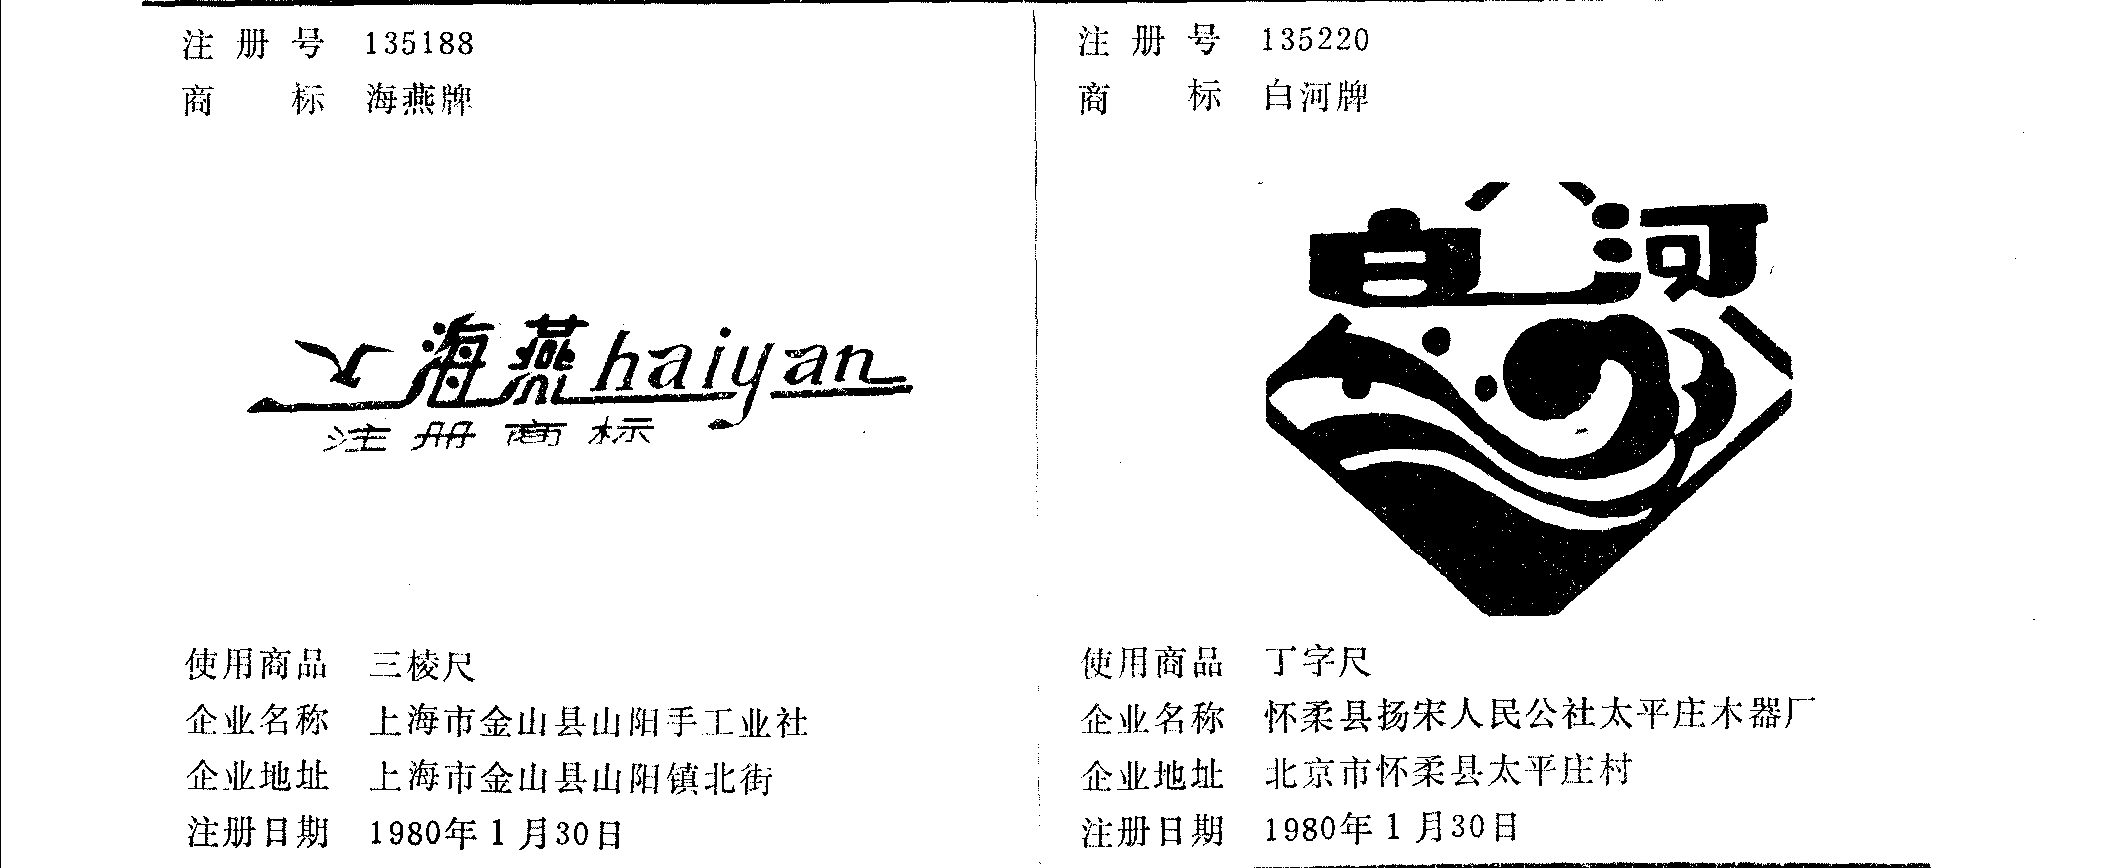 注册号 135188
商标 海燕牌
海燕haiyan
注册商标
使用商品 三棱尺
企业名称 上海市金山县山阳手工业社
企业地址 上海市金山县山阳镇北街
注册日期 1980年1月30日
注册号 135220
商标 白河牌
白河
使用商品 丁字尺
企业名称 怀柔县扬宋人民公社太平庄木器厂
企业地址 北京市怀柔县太平庄村
注册日期 1980年1月30日